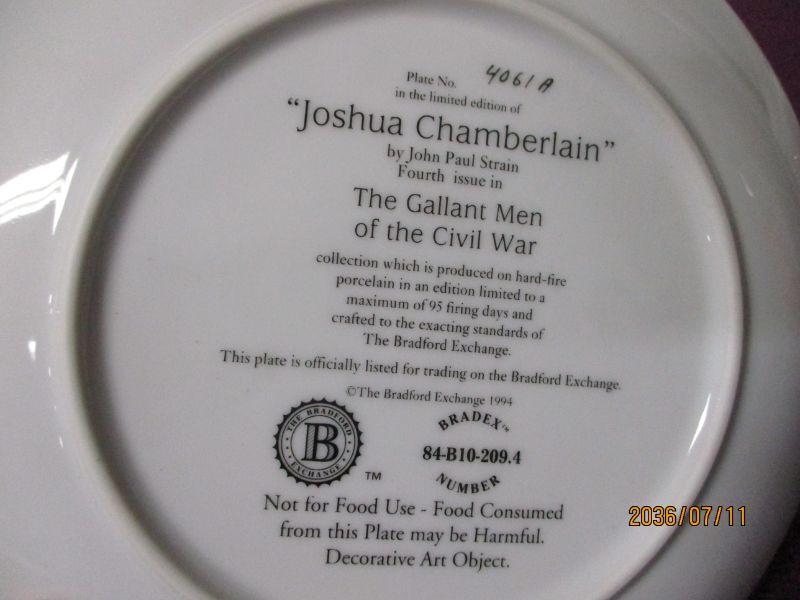 Plate No. 4061A
in the limited edition of
"Joshua Chamberlain"
by John Paul Strain
Fourth issue in
The Gallant Men
of the Civil War
collection which is produced on hard-fire
porcelain in an edition limited to a
maximum of 95 firing days and
crafted to the exacting standards of
The Bradford Exchange.
This plate is officially listed for trading on the Bradford Exchange.
©The Bradford Exchange 1994
THE BRADFORD EXCHANGE
B
™
BRADEX™
84-B10-209.4
NUMBER
Not for Food Use - Food Consumed
from this Plate may be Harmful.
Decorative Art Object.
2036/07/11